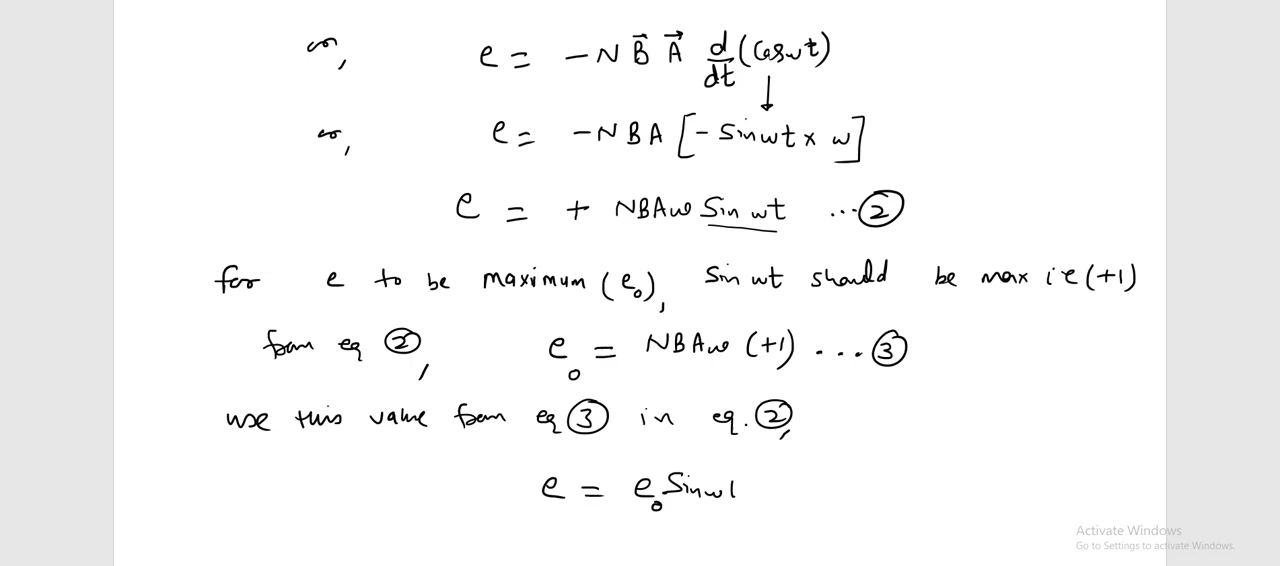 or, e = -N B⃗ A⃗ d/dt (Cosωt)
↓
or, e = -NBA [- Sinωt x ω]
e = + NBAω Sin ωt ...②
for e to be maximum (e₀), Sin ωt should be max i e (+1)
from eq ②, e₀ = NBAω (+1) ....③
use this value from eq ③ in eq. ②,
e = e₀ Sinωl
Activate Windows
Go to Settings to activate Windows.